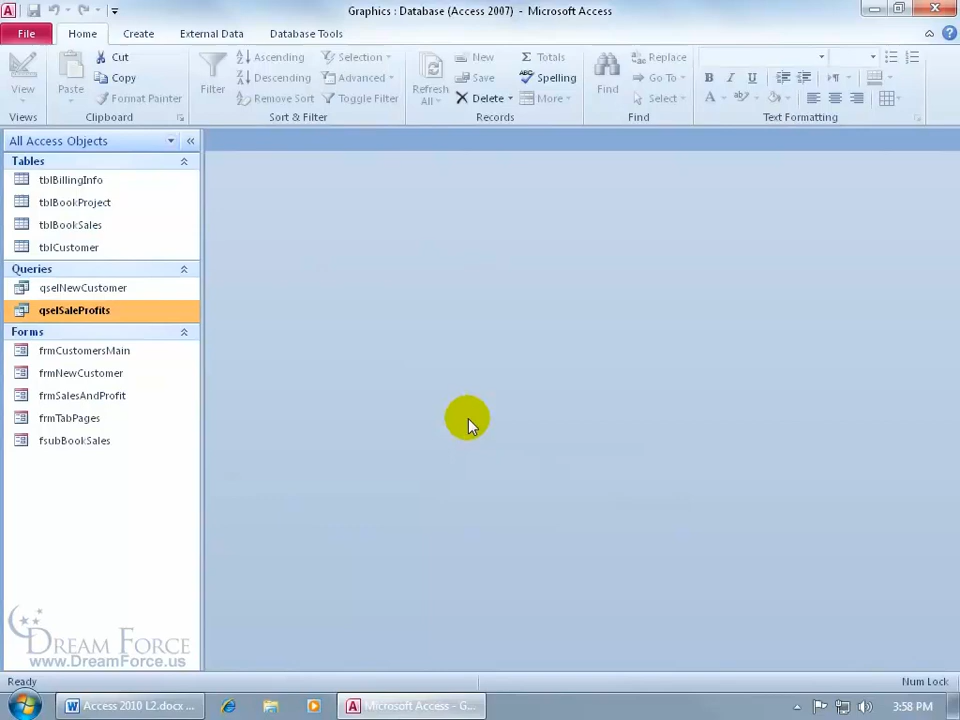 Graphics : Database (Access 2007) - Microsoft Access
File Home Create External Data Database Tools
View
Views
Paste
Cut
Copy
Format Painter
Clipboard
Filter
Ascending
Descending
Remove Sort
Selection
Advanced
Toggle Filter
Sort & Filter
Refresh
All
New
Save
Delete
Totals
Spelling
More
Records
Find
Replace
Go To
Select
Find
B I U
A
ab
Text Formatting
All Access Objects
Tables
tblBillingInfo
tblBookProject
tblBookSales
tblCustomer
Queries
qselNewCustomer
qselSaleProfits
Forms
frmCustomersMain
frmNewCustomer
frmSalesAndProfit
frmTabPages
fsubBookSales
DREAM FORCE
www.DreamForce.us
Ready
Num Lock
Access 2010 L2.docx ...
Microsoft Access - G...
3:58 PM